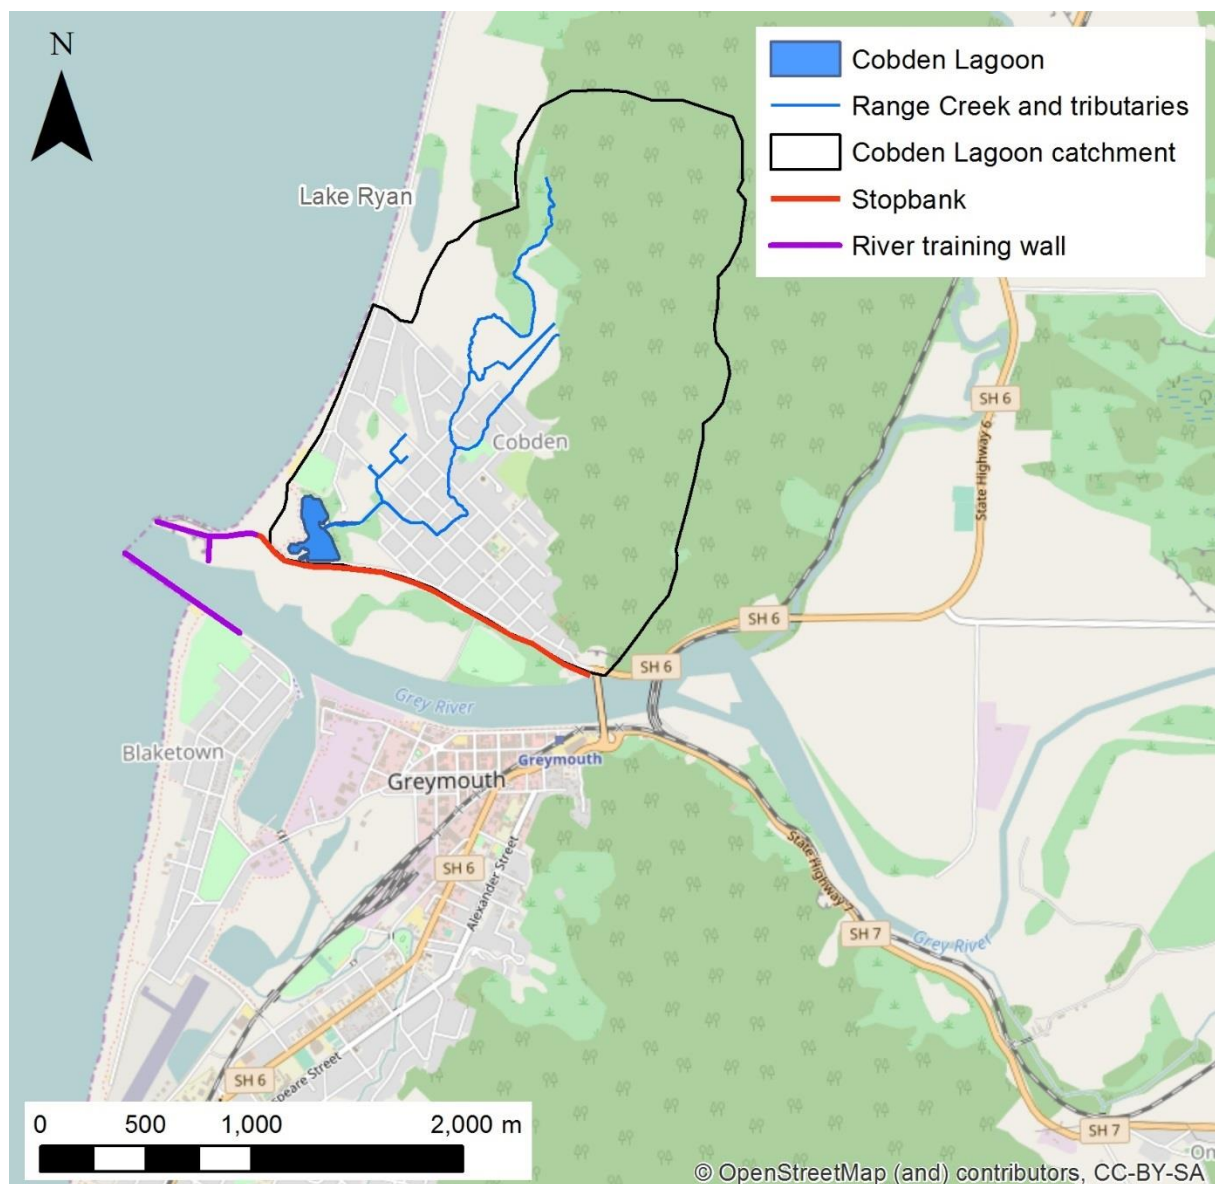 N
Cobden Lagoon
Range Creek and tributaries
Cobden Lagoon catchment
Stopbank
River training wall
Lake Ryan
SH 6
State Highway 6
Cobden
SH 6
SH 6
Grey River
Blaketown
Greymouth
Greymouth
SH 6
Alexander Street
State Highway 7
SH 7
Grey River
SH 6
speare Street
SH 7
On
0 500 1,000 2,000 m
© OpenStreetMap (and) contributors, CC-BY-SA